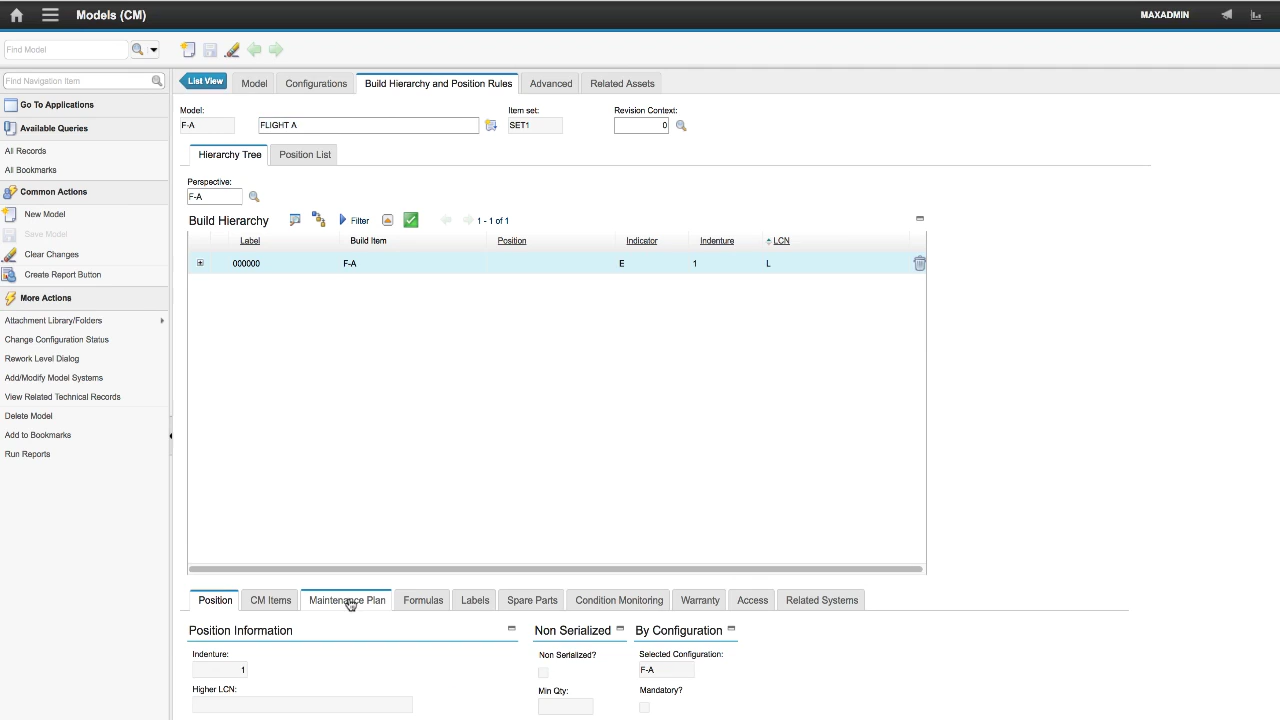 Models (CM)
MAXADMIN
Find Model
Find Navigation Item
Go To Applications
Available Queries
All Records
All Bookmarks
Common Actions
New Model
Save Model
Clear Changes
Create Report Button
More Actions
Attachment Library/Folders
Change Configuration Status
Rework Level Dialog
Add/Modify Model Systems
View Related Technical Records
Delete Model
Add to Bookmarks
Run Reports
List View
Model
Configurations
Build Hierarchy and Position Rules
Advanced
Related Assets
Model:
F-A
FLIGHT A
Item set:
SET1
Revision Context:
0
Hierarchy Tree
Position List
Perspective:
F-A
Build Hierarchy
Filter
1 - 1 of 1
Label Build Item Position Indicator Indenture LCN
000000 F-A E 1 L
Position
CM Items
Maintenance Plan
Formulas
Labels
Spare Parts
Condition Monitoring
Warranty
Access
Related Systems
Position Information
Indenture:
1
Higher LCN:
Non Serialized
Non Serialized?
Min Qty:
By Configuration
Selected Configuration:
F-A
Mandatory?